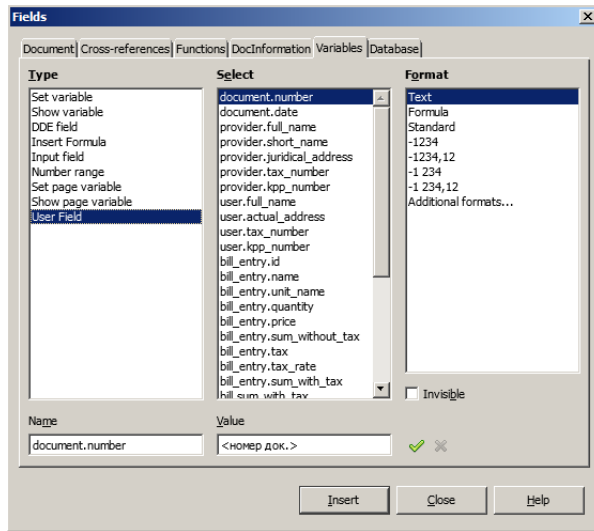 Fields
Document Cross-references Functions DocInformation Variables Database
Type
Set variable
Show variable
DDE field
Insert Formula
Input field
Number range
Set page variable
Show page variable
User Field
Select
document.number
document.date
provider.full_name
provider.short_name
provider.juridical_address
provider.tax_number
provider.kpp_number
user.full_name
user.actual_address
user.tax_number
user.kpp_number
bill_entry.id
bill_entry.name
bill_entry.unit_name
bill_entry.quantity
bill_entry.price
bill_entry.sum_without_tax
bill_entry.tax
bill_entry.tax_rate
bill_entry.sum_with_tax
bill.sum_with_tax
Format
Text
Formula
Standard
-1234
-1234,12
-1 234
-1 234,12
Additional formats...
Invisible
Name
document.number
Value
<номер док.>
Insert
Close
Help